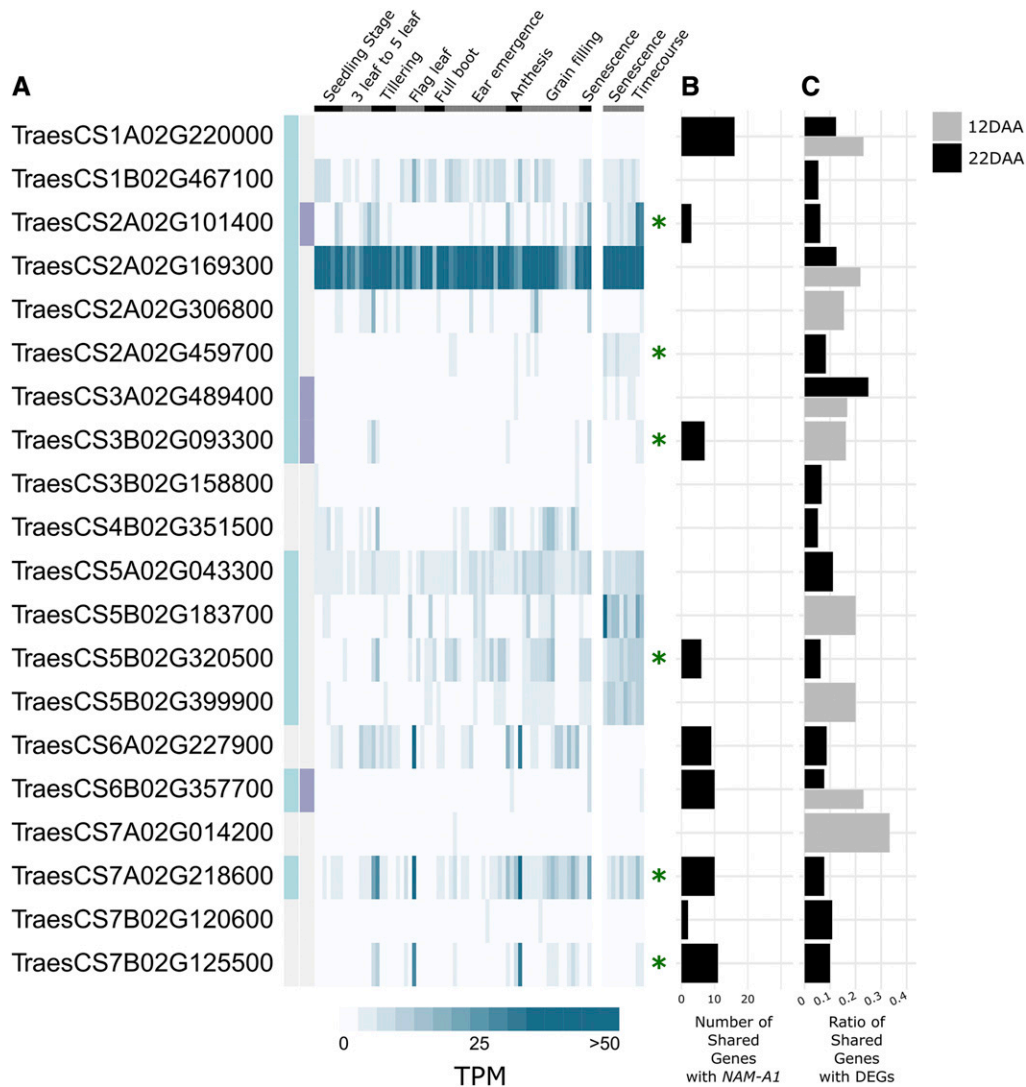 A
Seedling Stage
3 leaf to 5 leaf
Tillering
Flag leaf
Full boot
Ear emergence
Anthesis
Grain filling
Senescence
Senescence
Timecourse
B
C
12DAA
22DAA
TraesCS1A02G220000
TraesCS1B02G467100
TraesCS2A02G101400
*
TraesCS2A02G169300
TraesCS2A02G306800
TraesCS2A02G459700
*
TraesCS3A02G489400
TraesCS3B02G093300
*
TraesCS3B02G158800
TraesCS4B02G351500
TraesCS5A02G043300
TraesCS5B02G183700
TraesCS5B02G320500
*
TraesCS5B02G399900
TraesCS6A02G227900
TraesCS6B02G357700
TraesCS7A02G014200
TraesCS7A02G218600
*
TraesCS7B02G120600
TraesCS7B02G125500
*
0 25 >50
TPM
0 10 20
Number of
Shared
Genes
with NAM-A1
0 0.1 0.2 0.3 0.4
Ratio of
Shared
Genes
with DEGs